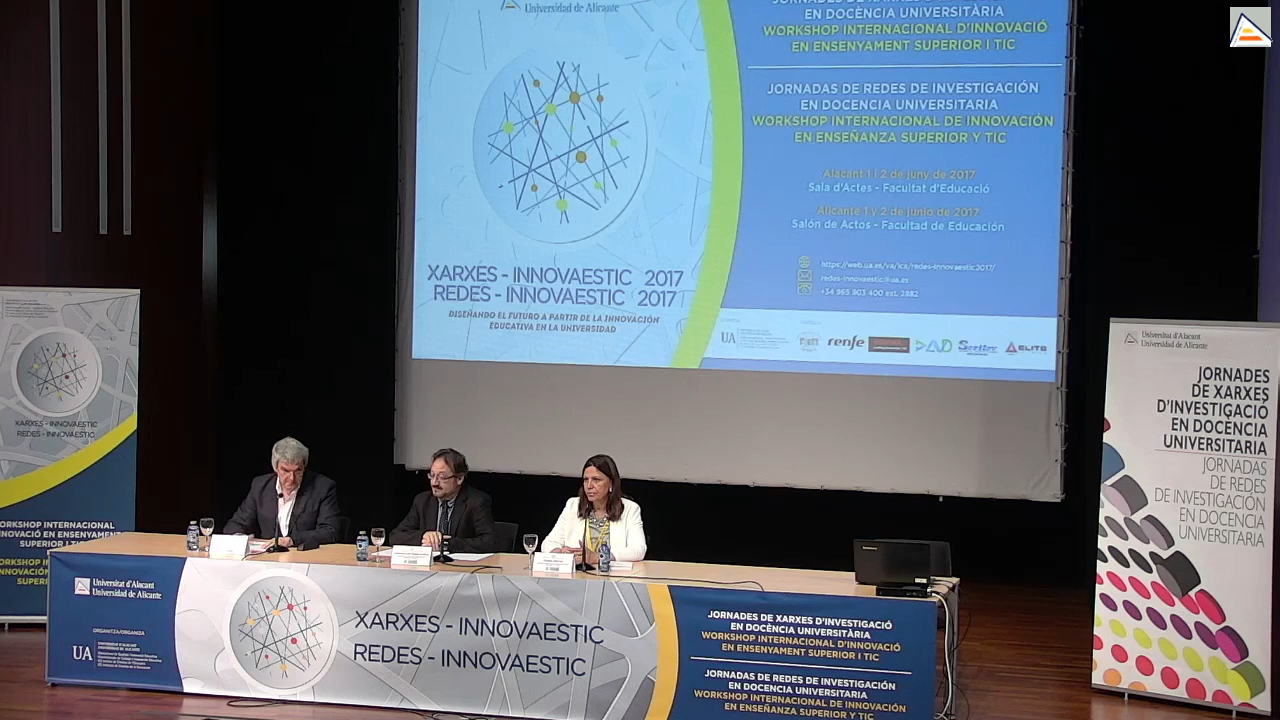 Universidad de Alicante
JORNADES DE XARXES D'INVESTIGACIÓ
EN DOCÈNCIA UNIVERSITÀRIA
WORKSHOP INTERNACIONAL D'INNOVACIÓ
EN ENSENYAMENT SUPERIOR I TIC
JORNADAS DE REDES DE INVESTIGACIÓN
EN DOCENCIA UNIVERSITARIA
WORKSHOP INTERNACIONAL DE INNOVACIÓN
EN ENSEÑANZA SUPERIOR Y TIC
Alacant 1 i 2 de juny de 2017
Sala d'Actes - Facultat d'Educació
Alicante 1 y 2 de junio de 2017
Salón de Actos - Facultad de Educación
https://web.ua.es/va/ice/redes-innovaestic2017/
redes-innovaestic@ua.es
+34 965 903 400 ext. 2882
XARXES - INNOVAESTIC 2017
REDES - INNOVAESTIC 2017
DISEÑANDO EL FUTURO A PARTIR DE LA INNOVACIÓN
EDUCATIVA EN LA UNIVERSIDAD
UA
renfe
XARXES - INNOVAESTIC
REDES - INNOVAESTIC
ORKSHOP INTERNACIONAL
NOVACIÓ EN ENSENYAMENT
SUPERIOR I TIC
Universitat d'Alacant
Universidad de Alicante
JORNADES
DE XARXES
D'INVESTIGACIÓ
EN DOCÈNCIA
UNIVERSITÀRIA
JORNADAS
DE REDES
DE INVESTIGACIÓN
EN DOCENCIA
UNIVERSITARIA
Universitat d'Alacant
Universidad de Alicante
ORGANITZA/ORGANIZA
UA
XARXES - INNOVAESTIC
REDES - INNOVAESTIC
JORNADES DE XARXES D'INVESTIGACIÓ
EN DOCÈNCIA UNIVERSITÀRIA
WORKSHOP INTERNACIONAL D'INNOVACIÓ
EN ENSENYAMENT SUPERIOR I TIC
JORNADAS DE REDES DE INVESTIGACIÓN
EN DOCENCIA UNIVERSITARIA
WORKSHOP INTERNACIONAL DE INNOVACIÓN
EN ENSEÑANZA SUPERIOR Y TIC